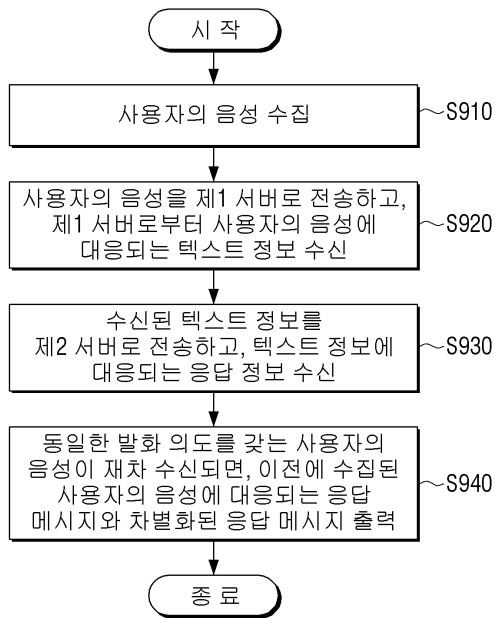 시 작
사용자의 음성 수집
S910
사용자의 음성을 제1 서버로 전송하고,
제1 서버로부터 사용자의 음성에
대응되는 텍스트 정보 수신
S920
수신된 텍스트 정보를
제2 서버로 전송하고, 텍스트 정보에
대응되는 응답 정보 수신
S930
동일한 발화 의도를 갖는 사용자의
음성이 재차 수신되면, 이전에 수집된
사용자의 음성에 대응되는 응답
메시지와 차별화된 응답 메시지 출력
S940
종 료